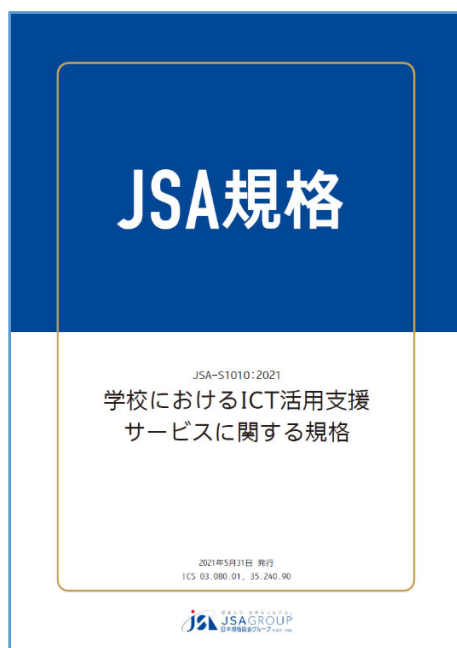 JSA規格
JSA-S1010:2021
学校におけるICT活用支援
サービスに関する規格
2021年5月31日 発行
ICS 03.080.01, 35.240.90
JSA JSAGROUP
日本規格協会グループ